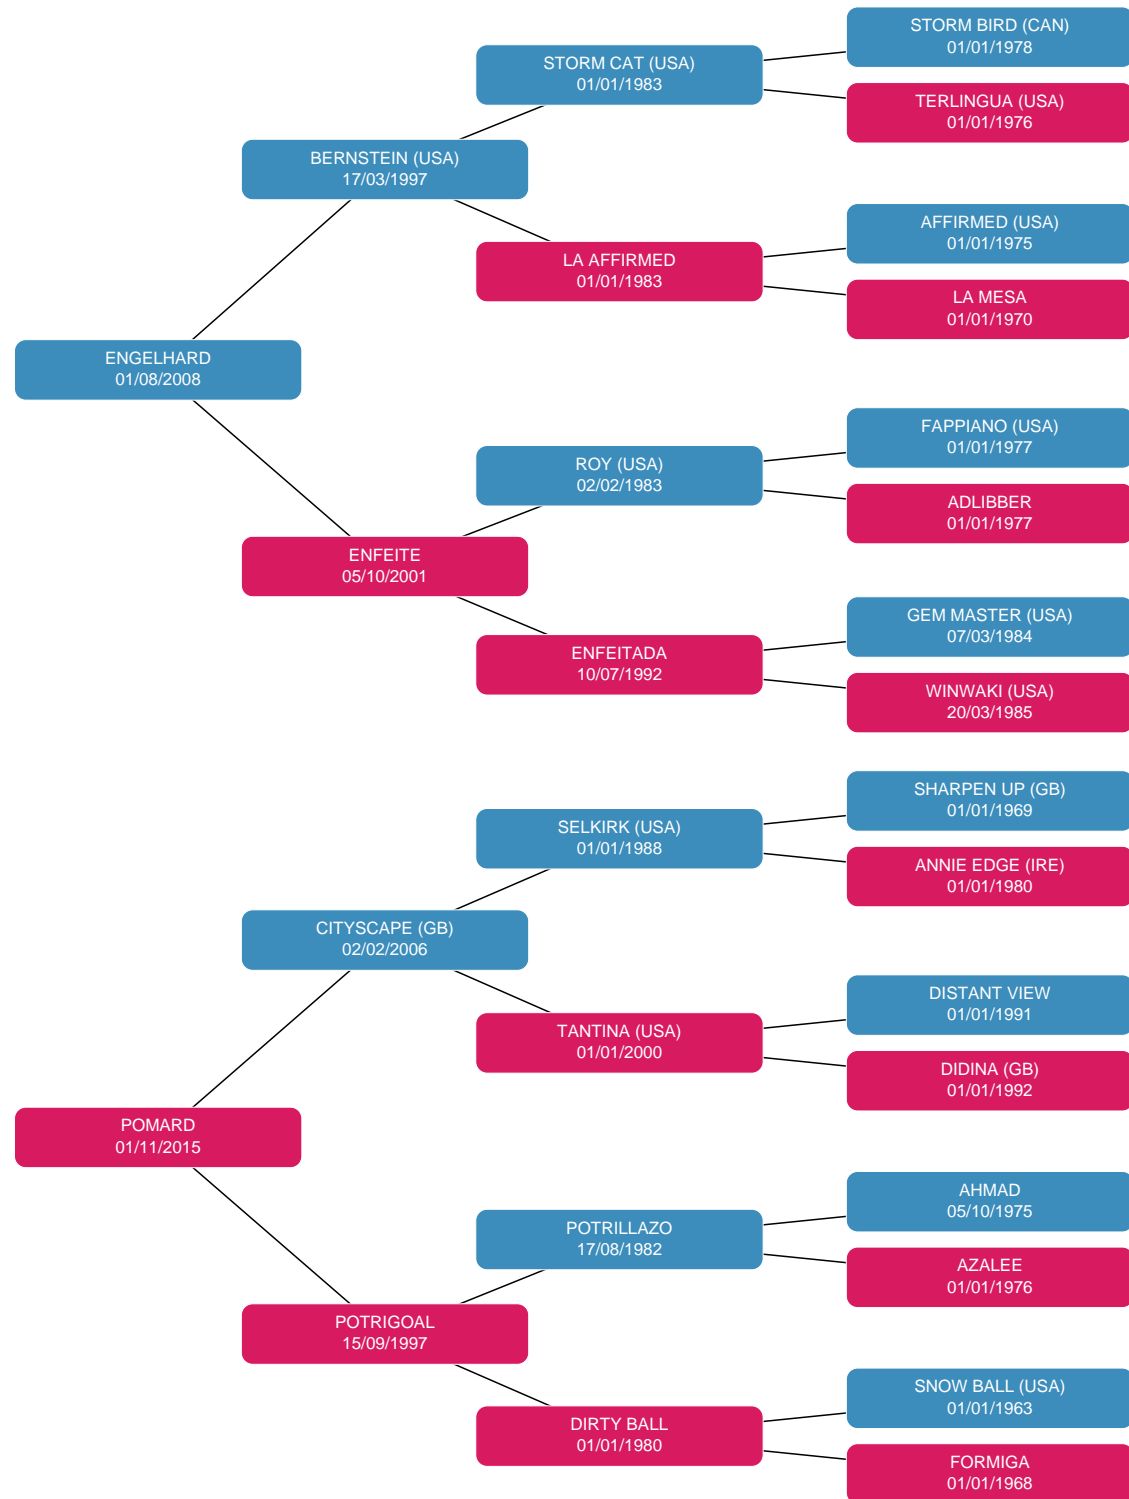 STORM BIRD (CAN)
01/01/1978
STORM CAT (USA)
01/01/1983
TERLINGUA (USA)
01/01/1976
BERNSTEIN (USA)
17/03/1997
AFFIRMED (USA)
01/01/1975
LA AFFIRMED
01/01/1983
LA MESA
01/01/1970
ENGELHARD
01/08/2008
FAPPIANO (USA)
01/01/1977
ROY (USA)
02/02/1983
ADLIBBER
01/01/1977
ENFEITE
05/10/2001
GEM MASTER (USA)
07/03/1984
ENFEITADA
10/07/1992
WINWAKI (USA)
20/03/1985
SHARPEN UP (GB)
01/01/1969
SELKIRK (USA)
01/01/1988
ANNIE EDGE (IRE)
01/01/1980
CITYSCAPE (GB)
02/02/2006
DISTANT VIEW
01/01/1991
TANTINA (USA)
01/01/2000
DIDINA (GB)
01/01/1992
POMARD
01/11/2015
AHMAD
05/10/1975
POTRILLAZO
17/08/1982
AZALEE
01/01/1976
POTRIGOAL
15/09/1997
SNOW BALL (USA)
01/01/1963
DIRTY BALL
01/01/1980
FORMIGA
01/01/1968